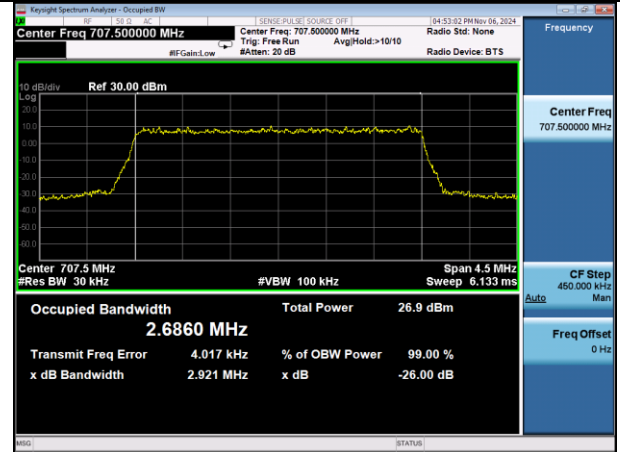 Keysight Spectrum Analyzer - Occupied BW
RF 50 Ω AC SENSE:PULSE SOURCE OFF 04:53:02 PM Nov 06, 2024
Center Freq 707.500000 MHz Center Freq: 707.500000 MHz Radio Std: None Frequency
Trig: Free Run Avg|Hold:>10/10
#IFGain:Low #Atten: 20 dB Radio Device: BTS
10 dB/div Ref 30.00 dBm
Log
20.0
10.0
0.00
-10.0
-20.0
-30.0
-40.0
-50.0
-60.0
Center Freq
707.500000 MHz
Center 707.5 MHz Span 4.5 MHz
#Res BW 30 kHz #VBW 100 kHz Sweep 6.133 ms
CF Step
450.000 kHz
Auto Man
Freq Offset
0 Hz
Occupied Bandwidth Total Power 26.9 dBm
2.6860 MHz
Transmit Freq Error 4.017 kHz % of OBW Power 99.00 %
x dB Bandwidth 2.921 MHz x dB -26.00 dB
MSG STATUS